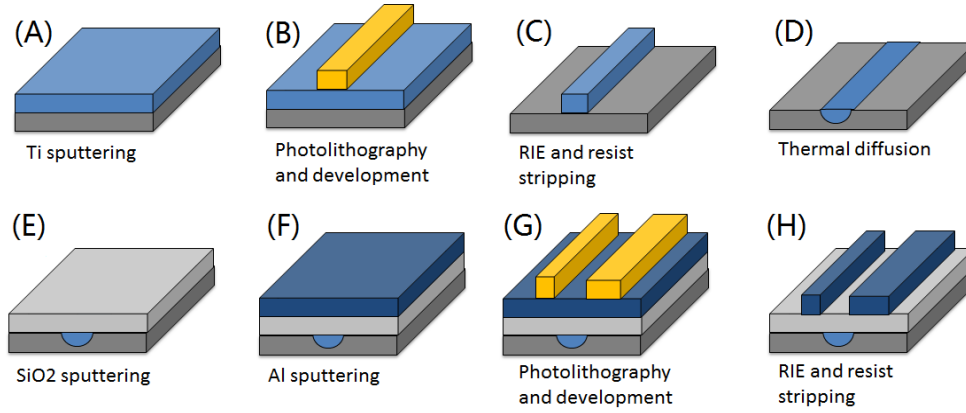 (A)
(B)
(C)
(D)
Ti sputtering
Photolithography
and development
RIE and resist
stripping
Thermal diffusion
(E)
(F)
(G)
(H)
SiO2 sputtering
Al sputtering
Photolithography
and development
RIE and resist
stripping